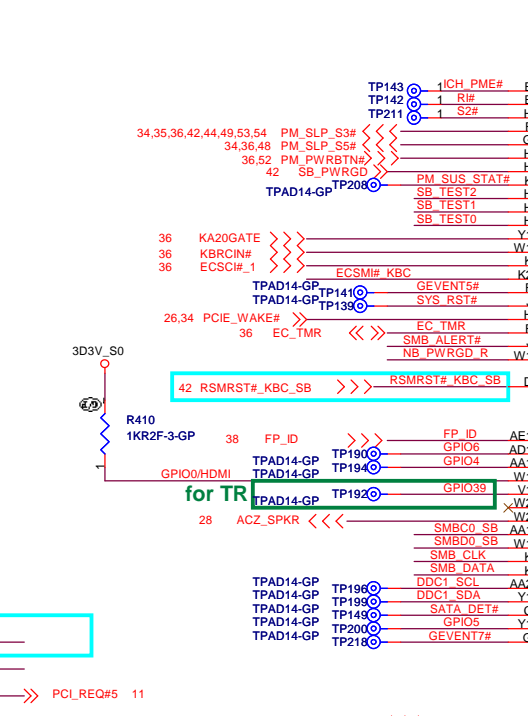 TP143 1 ICH_PME#
TP142 1 RI#
TP211 1 S2#
34,35,36,42,44,49,53,54 PM_SLP_S3#
34,36,48 PM_SLP_S5#
36,52 PM_PWRBTN#
42 SB_PWRGD
TPAD14-GP TP208 PM_SUS_STAT#
SB_TEST2
SB_TEST1
SB_TEST0
36 KA20GATE
36 KBRCIN#
36 ECSCI#_1
ECSMI#_KBC
TPAD14-GP TP141 GEVENT5#
TPAD14-GP TP139 SYS_RST#
26,34 PCIE_WAKE#
36 EC_TMR EC_TMR
SMB_ALERT#
NB_PWRGD_R
3D3V_S0
42 RSMRST#_KBC_SB RSMRST#_KBC_SB
R410
1KR2F-3-GP
1
38 FP_ID FP_ID
TPAD14-GP TP190 GPIO6
TPAD14-GP TP194 GPIO4
GPIO0/HDMI
for TR TPAD14-GP TP192 GPIO39
28 ACZ_SPKR
SMBC0_SB
SMBD0_SB
SMB_CLK
SMB_DATA
TPAD14-GP TP196 DDC1_SCL
TPAD14-GP TP199 DDC1_SDA
TPAD14-GP TP149 SATA_DET#
TPAD14-GP TP200 GPIO5
TPAD14-GP TP218 GEVENT7#
PCI_REQ#5 11